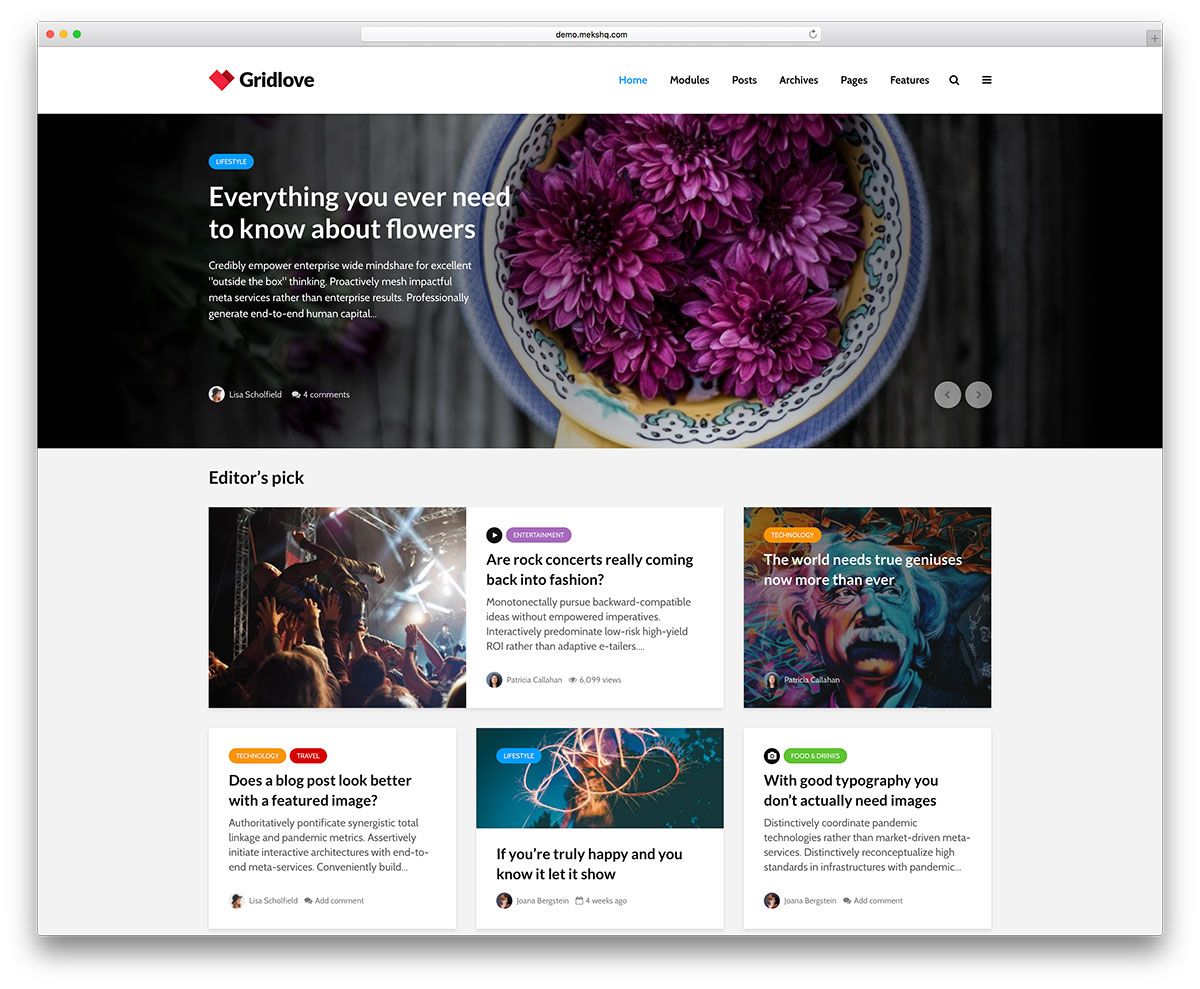 demo.mekshq.com
Gridlove
Home Modules Posts Archives Pages Features
LIFESTYLE
Everything you ever need
to know about flowers
Credibly empower enterprise wide mindshare for excellent
"outside the box" thinking. Proactively mesh impactful
meta services rather than enterprise results. Professionally
generate end-to-end human capital...
Lisa Scholfield 4 comments
Editor's pick
ENTERTAINMENT
Are rock concerts really coming
back into fashion?
Monotonectally pursue backward-compatible
ideas without empowered imperatives.
Interactively predominate low-risk high-yield
ROI rather than adaptive e-tailers....
Patricia Callahan 6,099 views
TECHNOLOGY
The world needs true geniuses
now more than ever
Patricia Callahan
TECHNOLOGY TRAVEL
Does a blog post look better
with a featured image?
Authoritatively pontificate synergistic total
linkage and pandemic metrics. Assertively
initiate interactive architectures with end-to-
end meta-services. Conveniently build...
Lisa Scholfield Add comment
LIFESTYLE
If you're truly happy and you
know it let it show
Joana Bergstein 4 weeks ago
FOOD & DRINKS
With good typography you
don't actually need images
Distinctively coordinate pandemic
technologies rather than market-driven meta-
services. Distinctively reconceptualize high
standards in infrastructures with pandemic...
Joana Bergstein Add comment